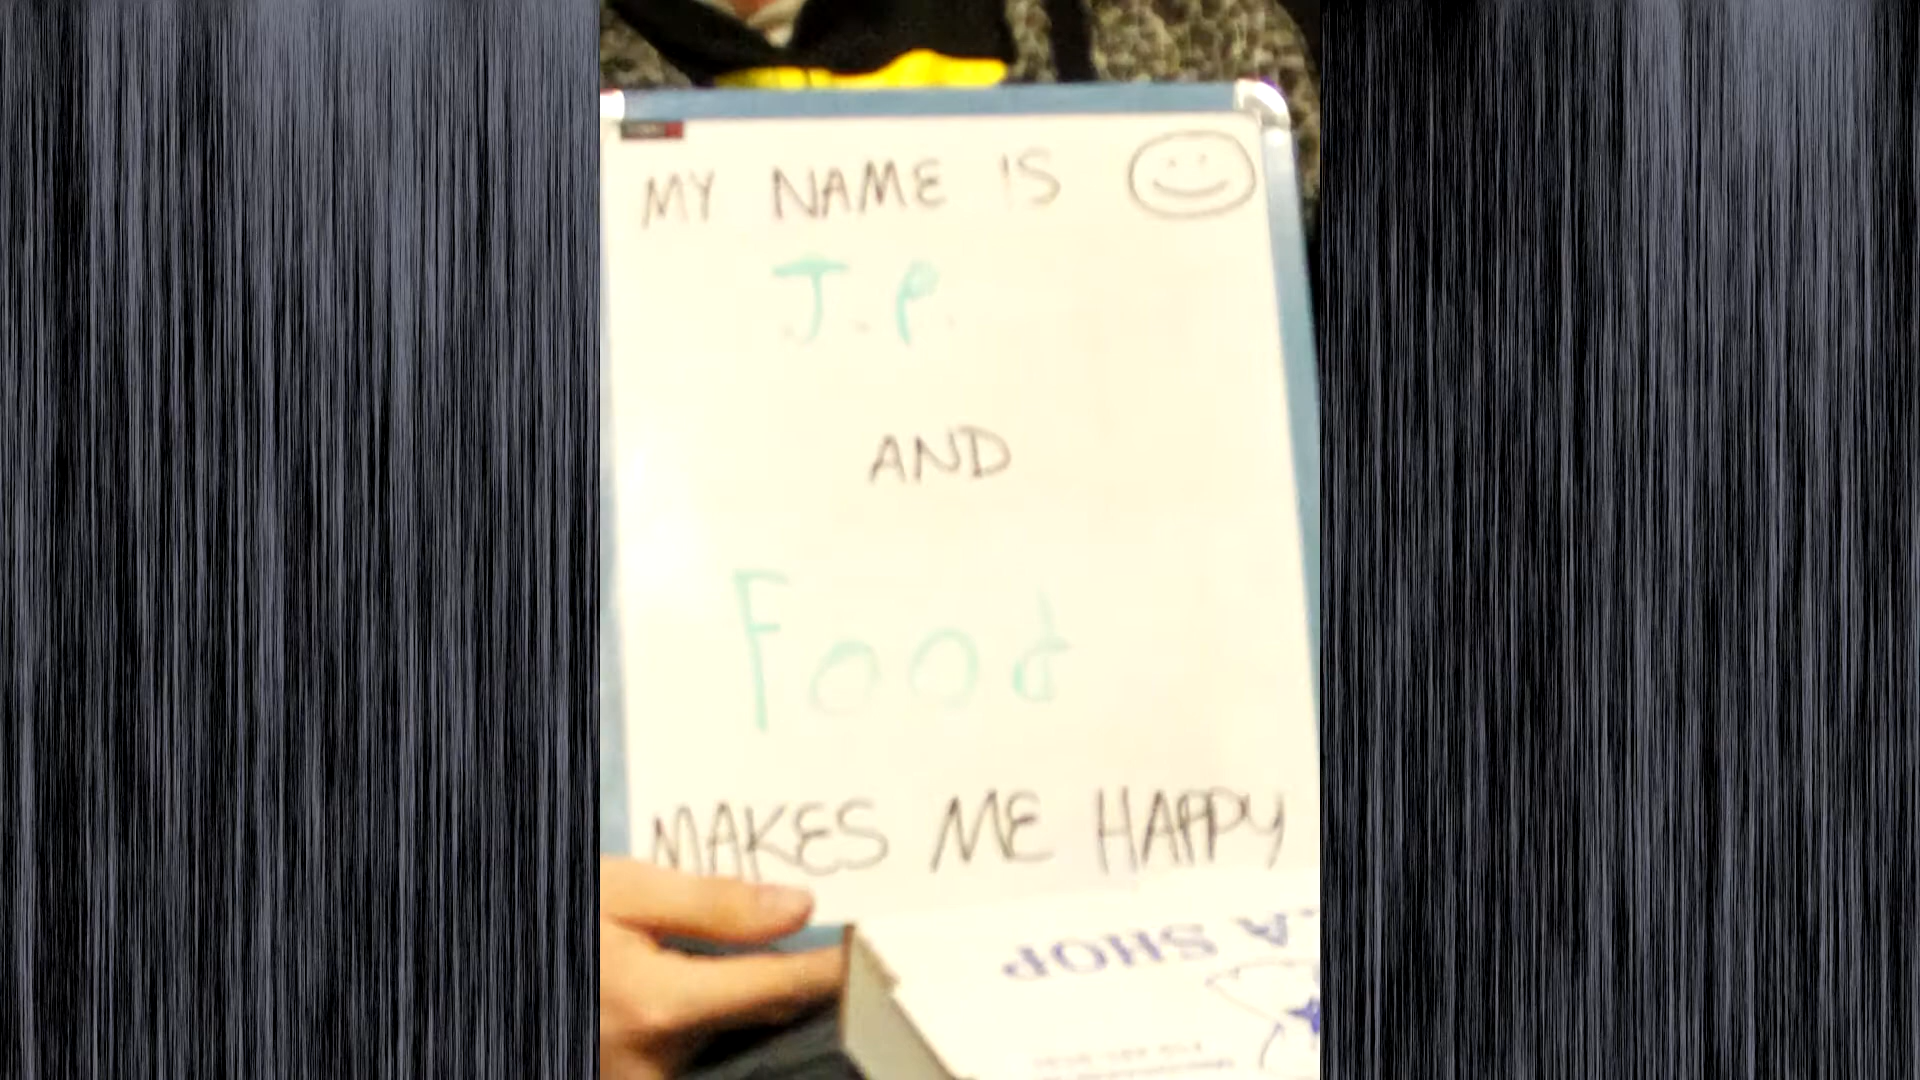 MY NAME IS
J.P.
AND
Food
MAKES ME HAPPY
A SHOP